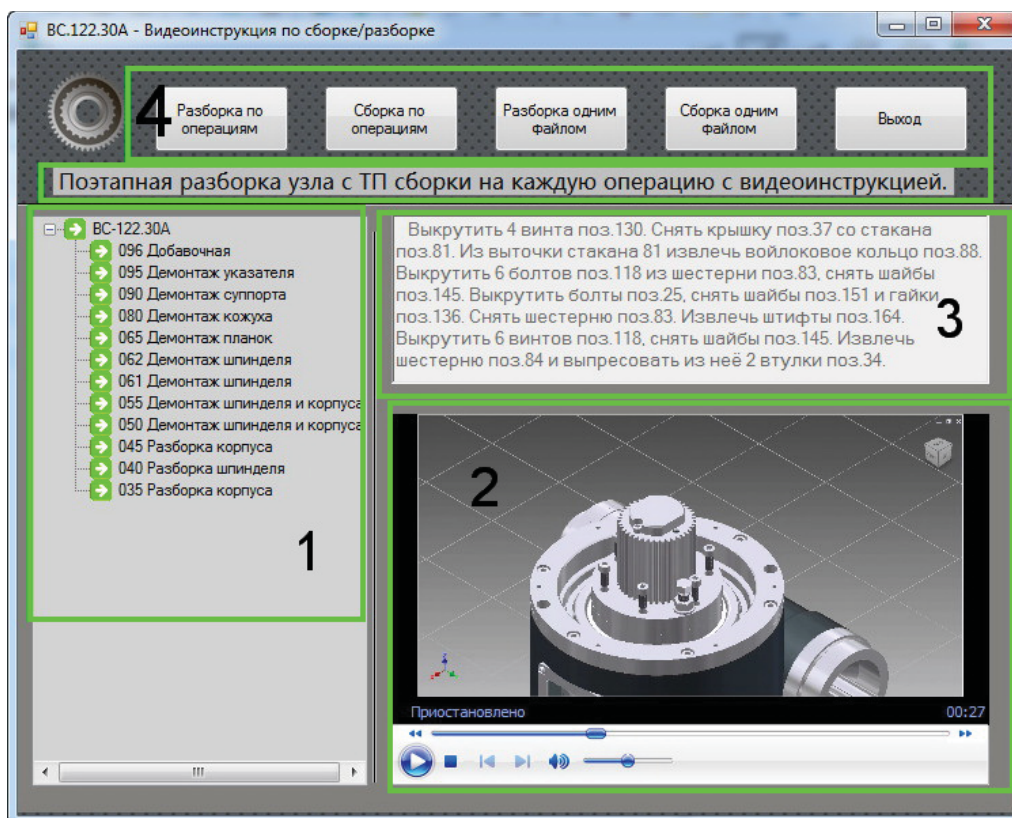 ВС.122.30А - Видеоинструкция по сборке/разборке
4
Разборка по
операциям
Сборка по
операциям
Разборка одним
файлом
Сборка одним
файлом
Выход
Поэтапная разборка узла с ТП сборки на каждую операцию с видеоинструкцией.
ВС-122.30А
096 Добавочная
095 Демонтаж указателя
090 Демонтаж суппорта
080 Демонтаж кожуха
065 Демонтаж планок
062 Демонтаж шпинделя
061 Демонтаж шпинделя
055 Демонтаж шпинделя и корпуса
050 Демонтаж шпинделя и корпуса
045 Разборка корпуса
040 Разборка шпинделя
035 Разборка корпуса
1
Выкрутить 4 винта поз.130. Снять крышку поз.37 со стакана
поз.81. Из выточки стакана 81 извлечь войлоковое кольцо поз.88.
Выкрутить 6 болтов поз.118 из шестерни поз.83, снять шайбы
поз.145. Выкрутить болты поз.25, снять шайбы поз.151 и гайки
поз.136. Снять шестерню поз.83. Извлечь штифты поз.164.
Выкрутить 6 винтов поз.118, снять шайбы поз.145. Извлечь
шестерню поз.84 и выпресовать из неё 2 втулки поз.34.
3
2
Приостановлено
00:27